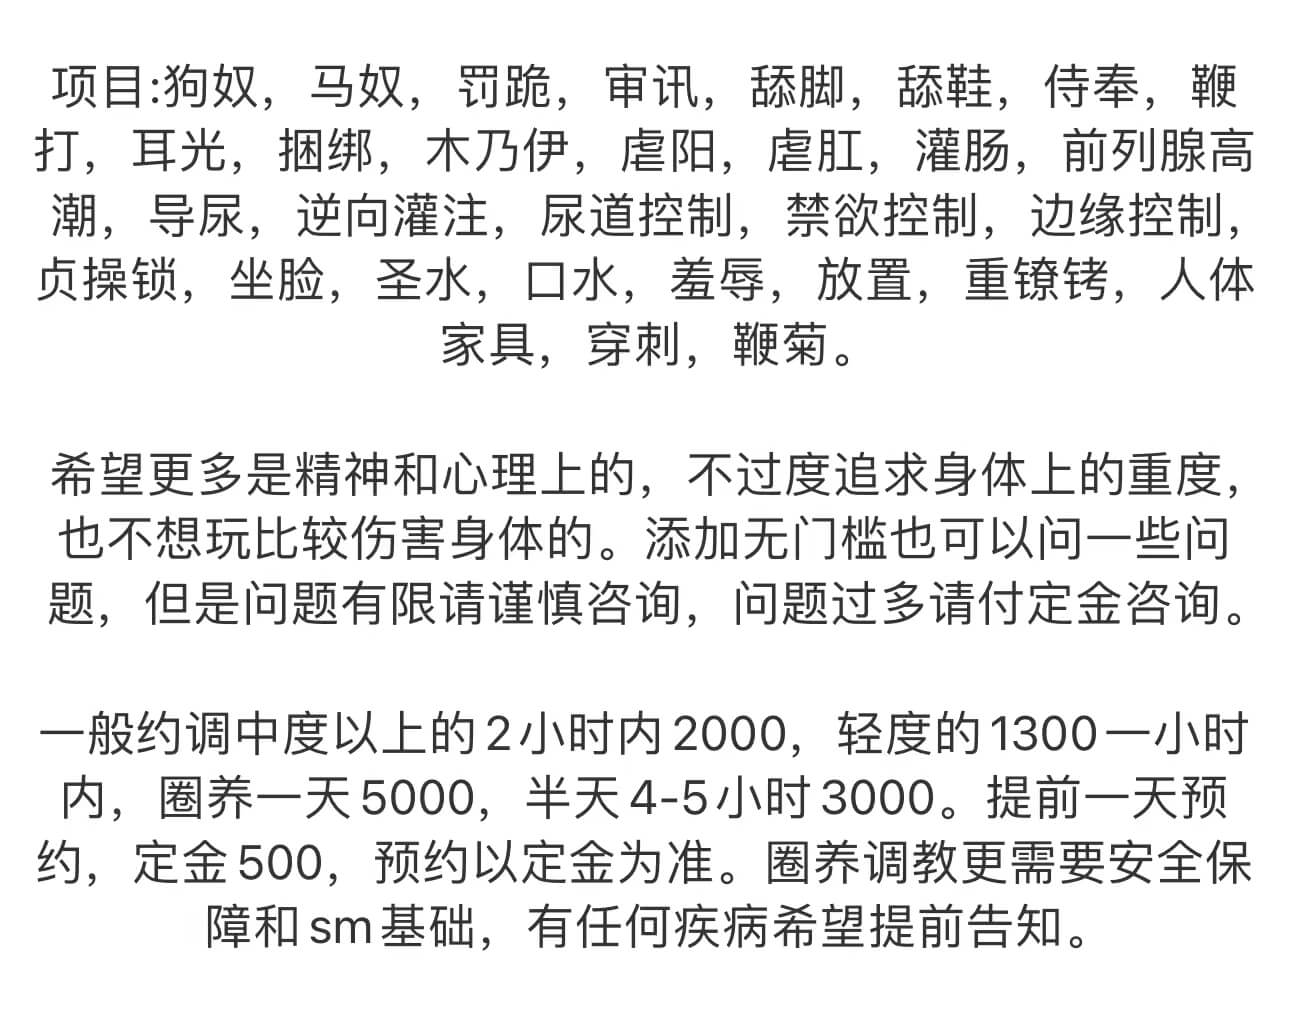 项目:狗奴，马奴，罚跪，审讯，舔脚，舔鞋，侍奉，鞭
打，耳光，捆绑，木乃伊，虐阳，虐肛，灌肠，前列腺高
潮，导尿，逆向灌注，尿道控制，禁欲控制，边缘控制，
贞操锁，坐脸，圣水，口水，羞辱，放置，重镣铐，人体
家具，穿刺，鞭菊。
希望更多是精神和心理上的，不过度追求身体上的重度，
也不想玩比较伤害身体的。添加无门槛也可以问一些问
题，但是问题有限请谨慎咨询，问题过多请付定金咨询。
一般约调中度以上的2小时内2000，轻度的1300一小时
内，圈养一天5000，半天4-5小时3000。提前一天预
约，定金500，预约以定金为准。圈养调教更需要安全保
障和sm基础，有任何疾病希望提前告知。